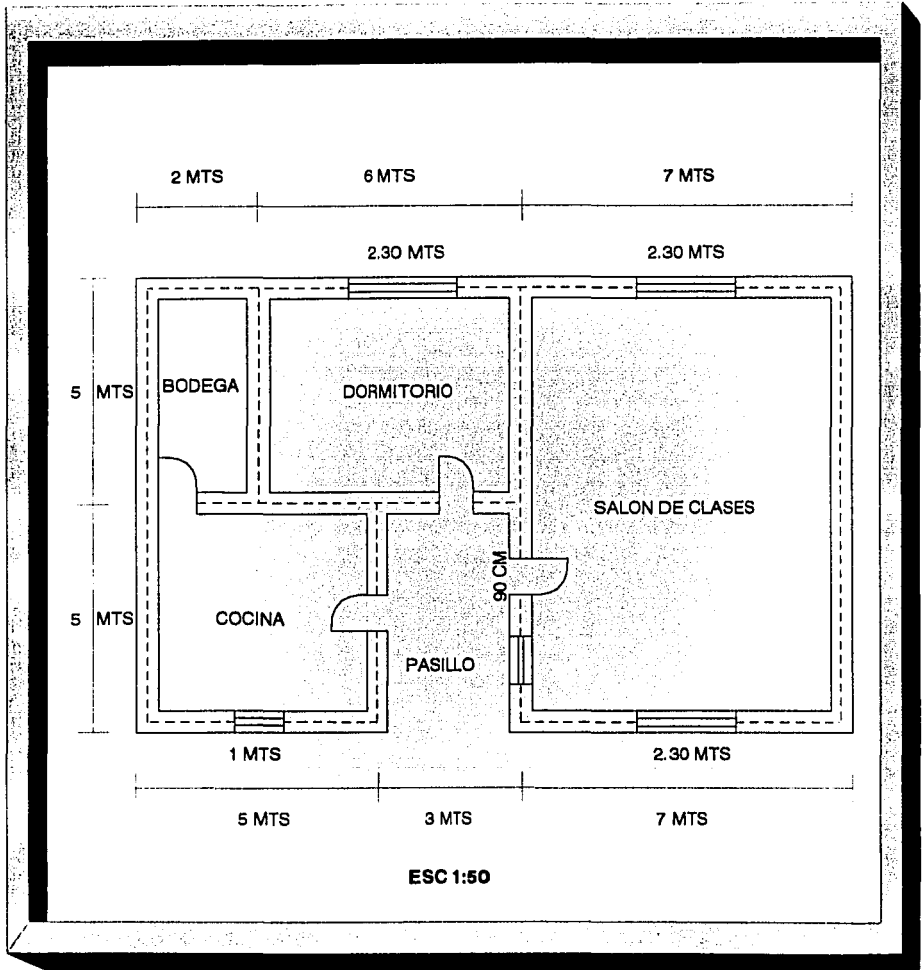 2 MTS
6 MTS
7 MTS
2.30 MTS
2.30 MTS
5 MTS
BODEGA
DORMITORIO
SALON DE CLASES
90 CM
5 MTS
COCINA
PASILLO
1 MTS
2.30 MTS
5 MTS
3 MTS
7 MTS
ESC 1:50